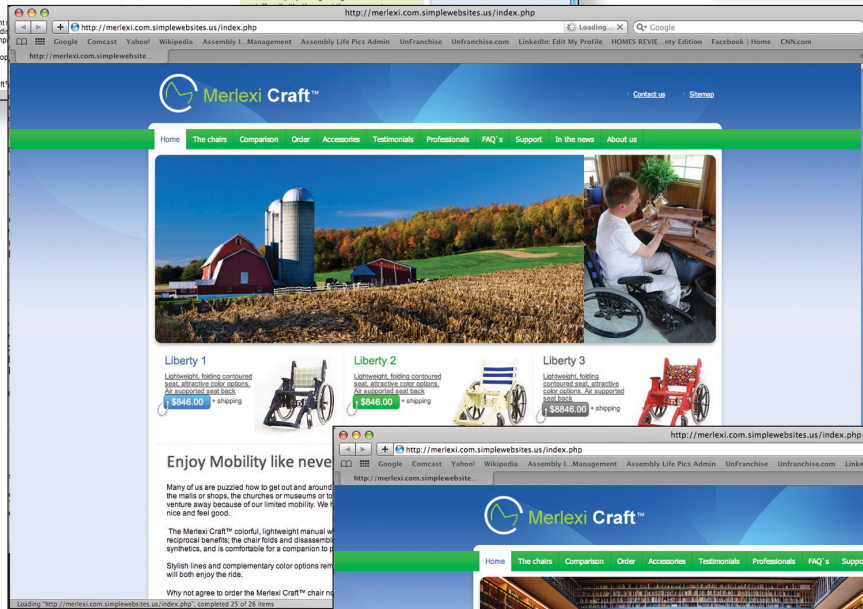 http://merlexi.com.simplewebsites.us/index.php
http://merlexi.com.simplewebsites.us/index.php
Loading...
Google
Google Comcast Yahoo! Wikipedia Assembly I...Management Assembly Life Pics Admin UnFranchise Unfranchise.com LinkedIn: Edit My Profile HOMES REVIE...nty Edition Facebook | Home CNN.com
http://merlexi.com.simplewebsite...
Merlexi Craft™
Contact us Sitemap
Home The chairs Comparison Order Accessories Testimonials Professionals FAQ`s Support In the news About us
Liberty 1
Lightweight, folding contoured
seat, attractive color options,
Air supported seat back
$846.00 + shipping
Liberty 2
Lightweight, folding contoured
seat, attractive color options,
Air supported seat back
$846.00 + shipping
Liberty 3
Lightweight, folding
contoured seat, attractive
color options, Air supported
seat back
$8846.00 + shipping
Enjoy Mobility like neve
Many of us are puzzled how to get out and around
the malls or shops, the churches or museums or to
venture away because of our limited mobility. We h
nice and feel good.
The Merlexi Craft™ colorful, lightweight manual w
reciprocal benefits; the chair folds and disassembl
synthetics, and is comfortable for a companion to p
Stylish lines and complementary color options rem
will both enjoy the ride.
Why not agree to order the Merlexi Craft™ chair no
Loading "http://merlexi.com.simplewebsites.us/index.php", completed 25 of 26 items
http://merlexi.com.simplewebsites.us/index.php
http://merlexi.com.simplewebsites.us/index.php
Google Comcast Yahoo! Wikipedia Assembly I...Management Assembly Life Pics Admin UnFranchise Unfranchise.com Linke
http://merlexi.com.simplewebsite...
Merlexi Craft™
Home The chairs Comparison Order Accessories Testimonials Professionals FAQ`s Suppo